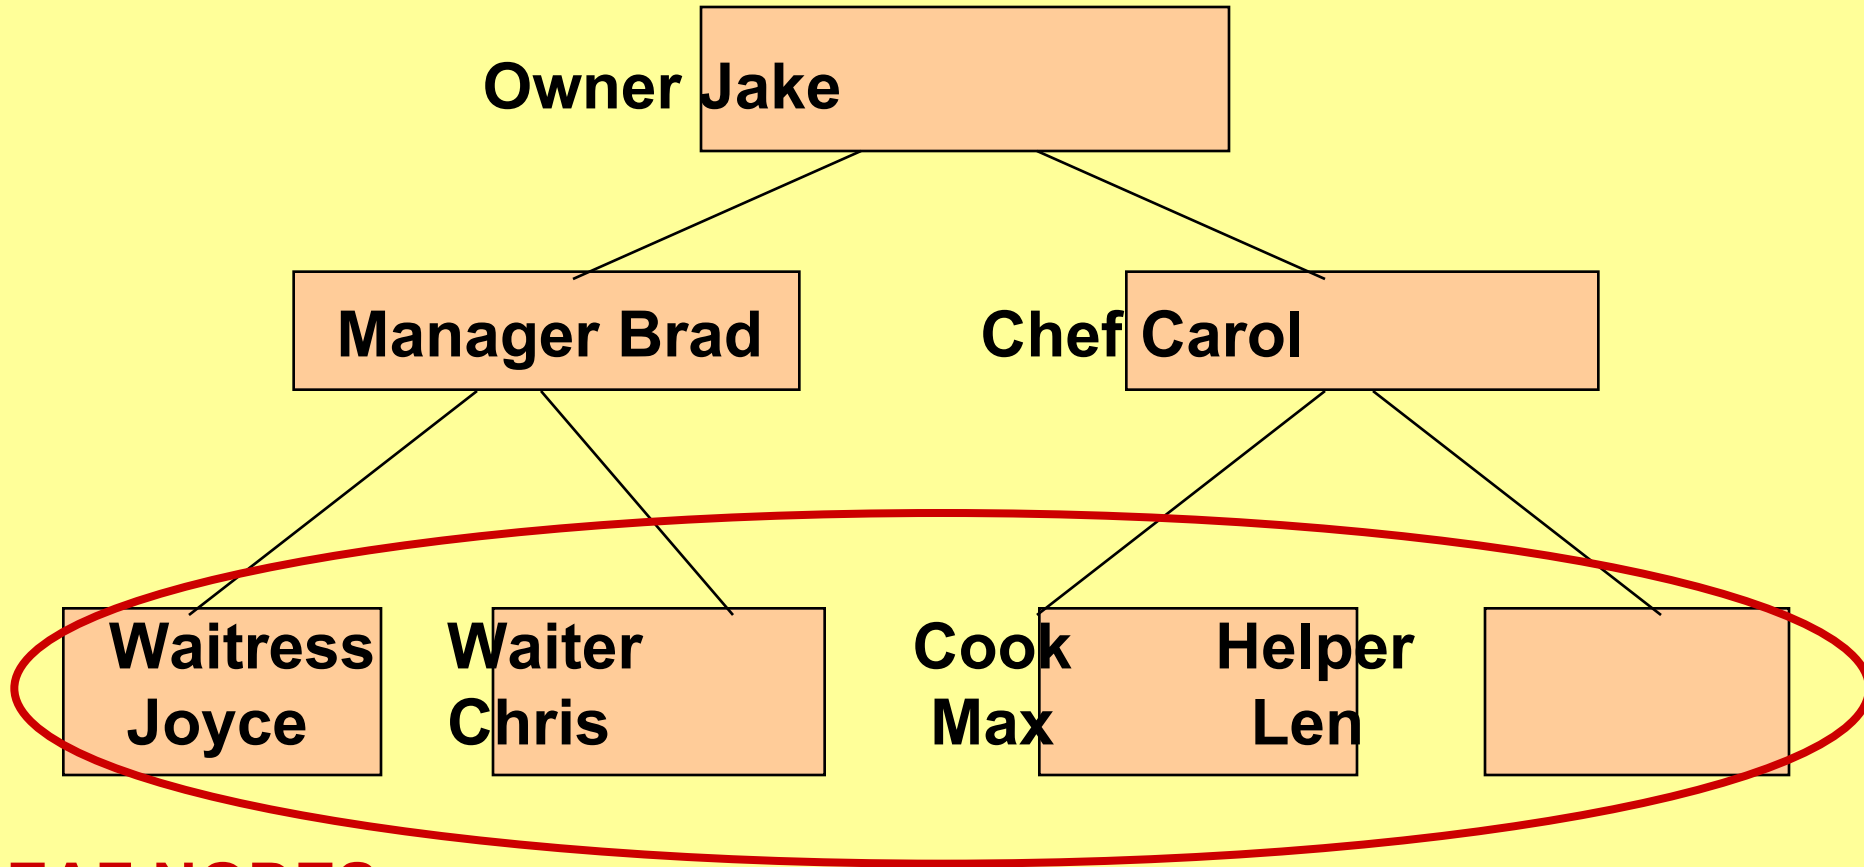 Owner Jake
Manager Brad Chef Carol
Waitress Waiter Cook Helper
Joyce Chris Max Len